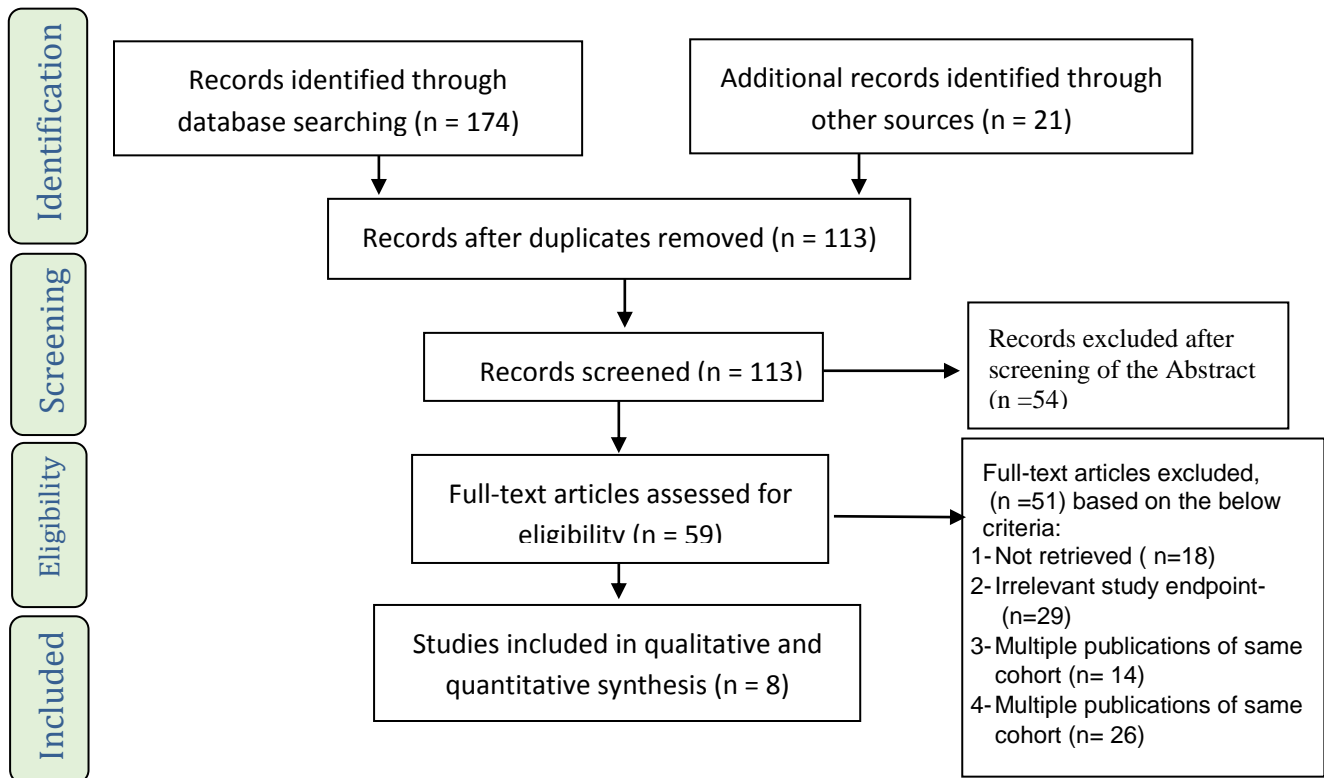 Identification
Records identified through
database searching (n = 174)
Additional records identified through
other sources (n = 21)
Records after duplicates removed (n = 113)
Screening
Records screened (n = 113)
Records excluded after
screening of the Abstract
(n =54)
Eligibility
Full-text articles assessed for
eligibility (n = 59)
Full-text articles excluded,
(n =51) based on the below
criteria:
1- Not retrieved ( n=18)
2- Irrelevant study endpoint-
(n=29)
3- Multiple publications of same
cohort (n= 14)
4- Multiple publications of same
cohort (n= 26)
Included
Studies included in qualitative and
quantitative synthesis (n = 8)